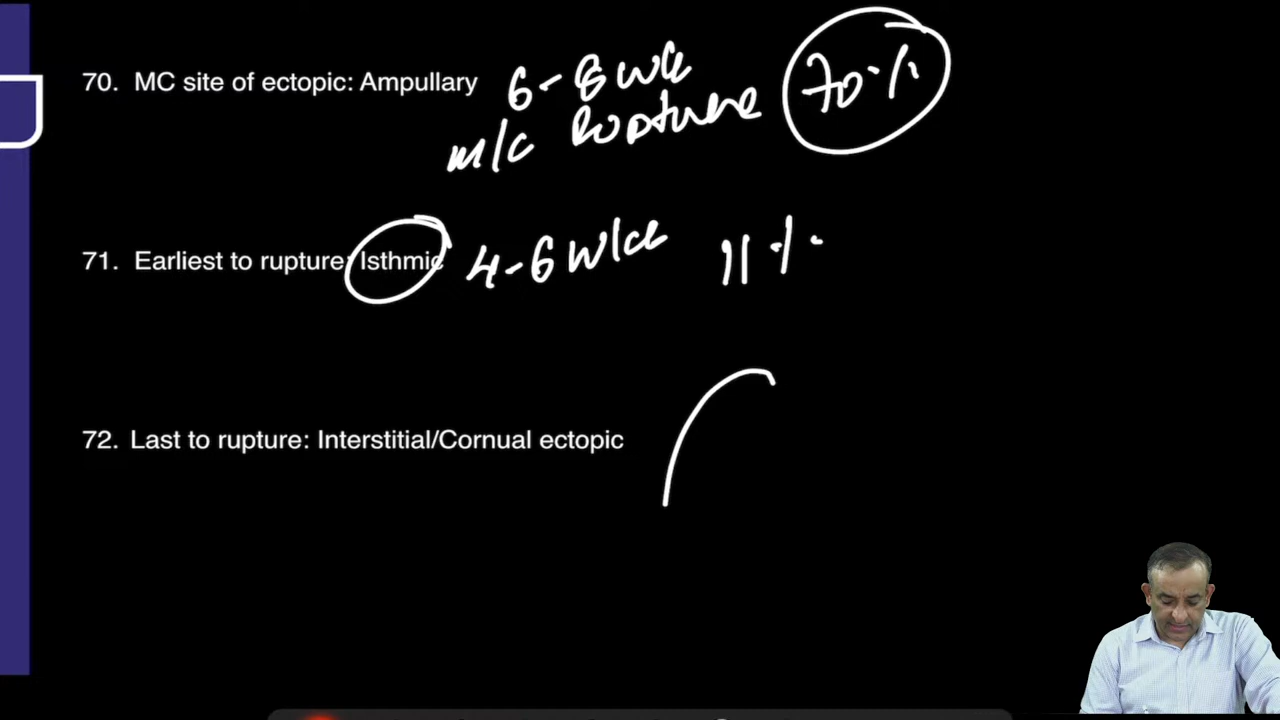 70. MC site of ectopic: Ampullary 6-8 wk 70%
m/c Rupture
71. Earliest to rupture: Isthmic 4-6 wk 11%
72. Last to rupture: Interstitial/Cornual ectopic